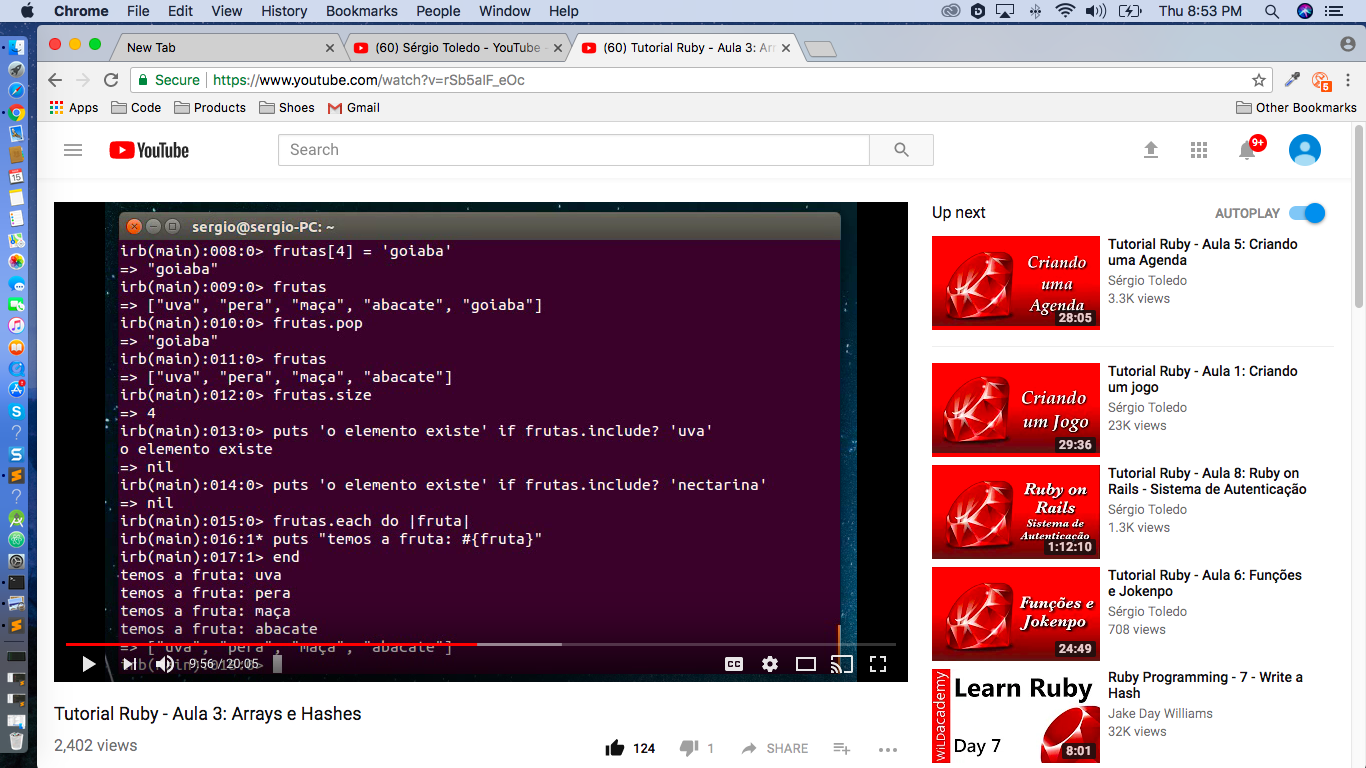 Chrome File Edit View History Bookmarks People Window Help Thu 8:53 PM
New Tab
(60) Sérgio Toledo - YouTube -
(60) Tutorial Ruby - Aula 3: Arr
Secure https://www.youtube.com/watch?v=rSb5alF_eOc
6
Apps Code Products Shoes Gmail Other Bookmarks
YouTube
Search
9+
sergio@sergio-PC: ~
irb(main):008:0> frutas[4] = 'goiaba'
=> "goiaba"
irb(main):009:0> frutas
=> ["uva", "pera", "maça", "abacate", "goiaba"]
irb(main):010:0> frutas.pop
=> "goiaba"
irb(main):011:0> frutas
=> ["uva", "pera", "maça", "abacate"]
irb(main):012:0> frutas.size
=> 4
irb(main):013:0> puts 'o elemento existe' if frutas.include? 'uva'
o elemento existe
=> nil
irb(main):014:0> puts 'o elemento existe' if frutas.include? 'nectarina'
=> nil
irb(main):015:0> frutas.each do |fruta|
irb(main):016:1* puts "temos a fruta: #{fruta}"
irb(main):017:1> end
temos a fruta: uva
temos a fruta: pera
temos a fruta: maça
temos a fruta: abacate
=> ["uva", "pera", "maça", "abacate"]
9:56 / 20:05
CC
Tutorial Ruby - Aula 3: Arrays e Hashes
2,402 views
124 1 SHARE
Up next AUTOPLAY
Criando
uma
Agenda
28:05
Tutorial Ruby - Aula 5: Criando
uma Agenda
Sérgio Toledo
3.3K views
Criando
um Jogo
29:36
Tutorial Ruby - Aula 1: Criando
um jogo
Sérgio Toledo
23K views
Ruby on
Rails
Sistema de
Autenticação
1:12:10
Tutorial Ruby - Aula 8: Ruby on
Rails - Sistema de Autenticação
Sérgio Toledo
1.3K views
Funções e
Jokenpo
24:49
Tutorial Ruby - Aula 6: Funções
e Jokenpo
Sérgio Toledo
708 views
WiLDacademy
Learn Ruby
Day 7
8:01
Ruby Programming - 7 - Write a
Hash
Jake Day Williams
32K views